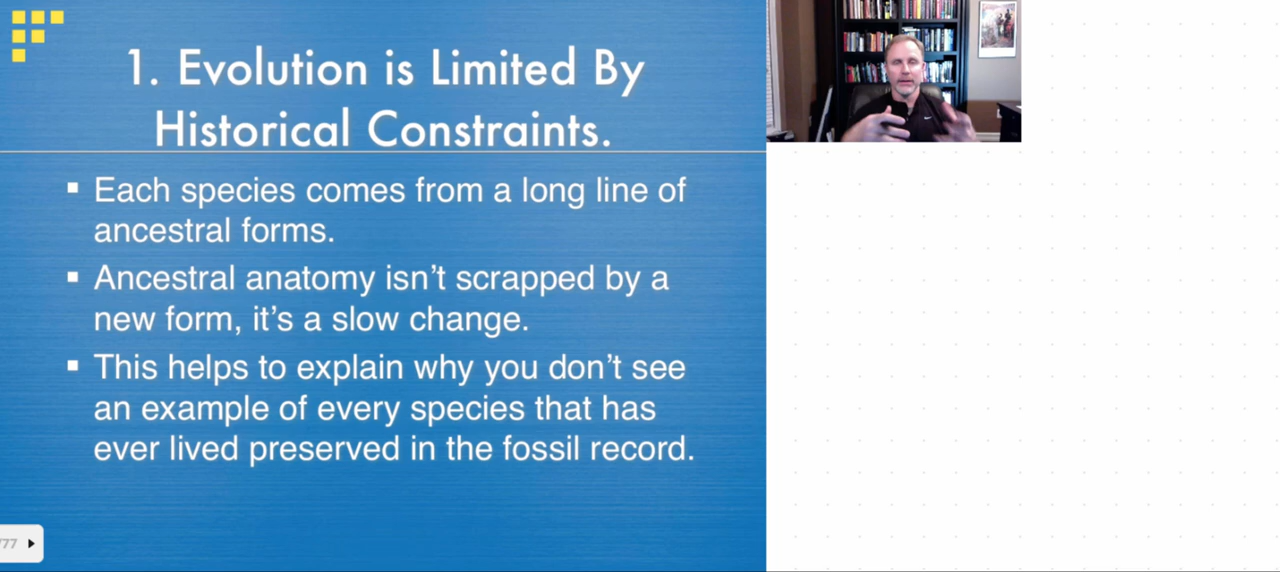 1. Evolution is Limited By
Historical Constraints.
▪ Each species comes from a long line of
ancestral forms.
▪ Ancestral anatomy isn’t scrapped by a
new form, it’s a slow change.
▪ This helps to explain why you don’t see
an example of every species that has
ever lived preserved in the fossil record.
/77